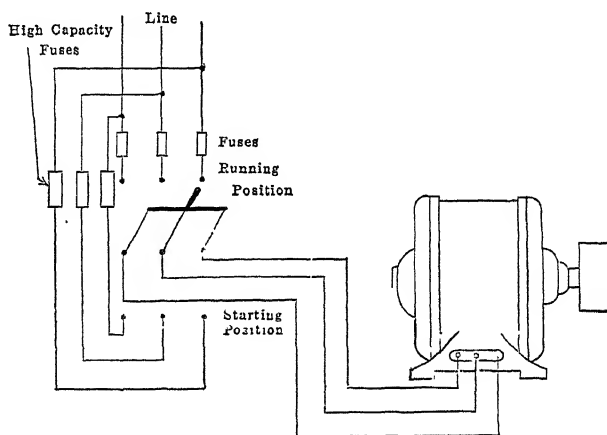 Line
High Capacity
Fuses
Fuses
Running
Position
Starting
Position